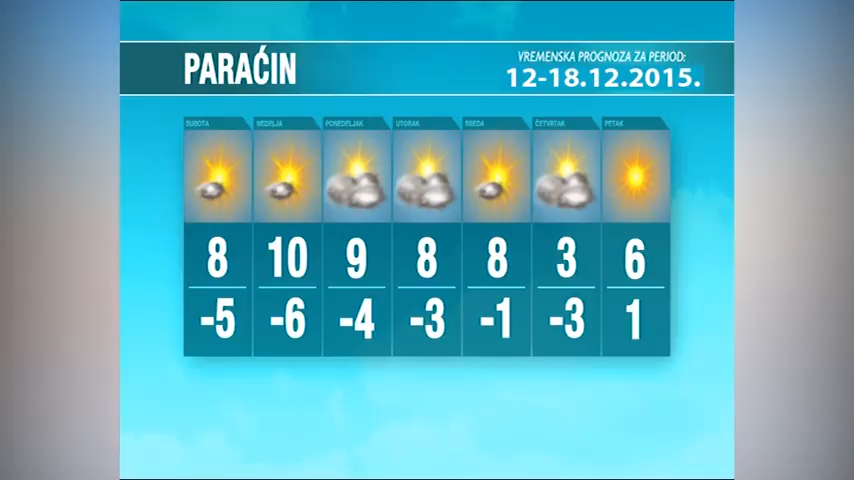 PARAĆIN
VREMENSKA PROGNOZA ZA PERIOD:
12-18.12.2015.
SUBOTA NEDELJA PONEDELJAK UTORAK SREDA ČETVRTAK PETAK
8 10 9 8 8 3 6
-5 -6 -4 -3 -1 -3 1